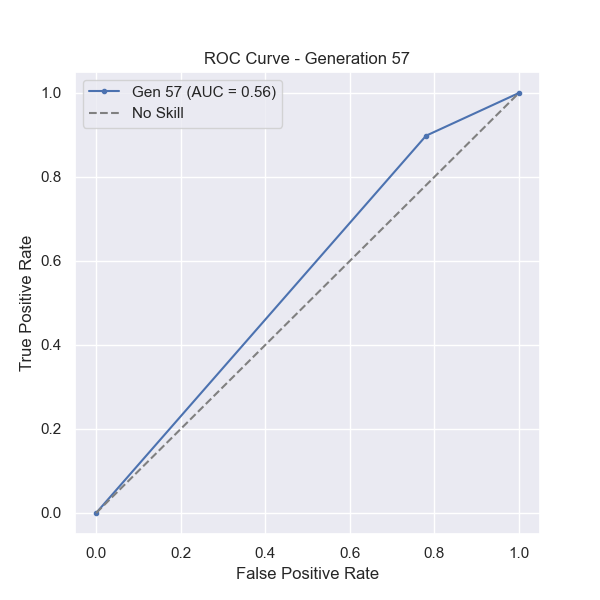 ROC Curve - Generation 57
Gen 57 (AUC = 0.56)
No Skill
1.0
0.8
0.6
0.4
0.2
0.0
True Positive Rate
0.0 0.2 0.4 0.6 0.8 1.0
False Positive Rate